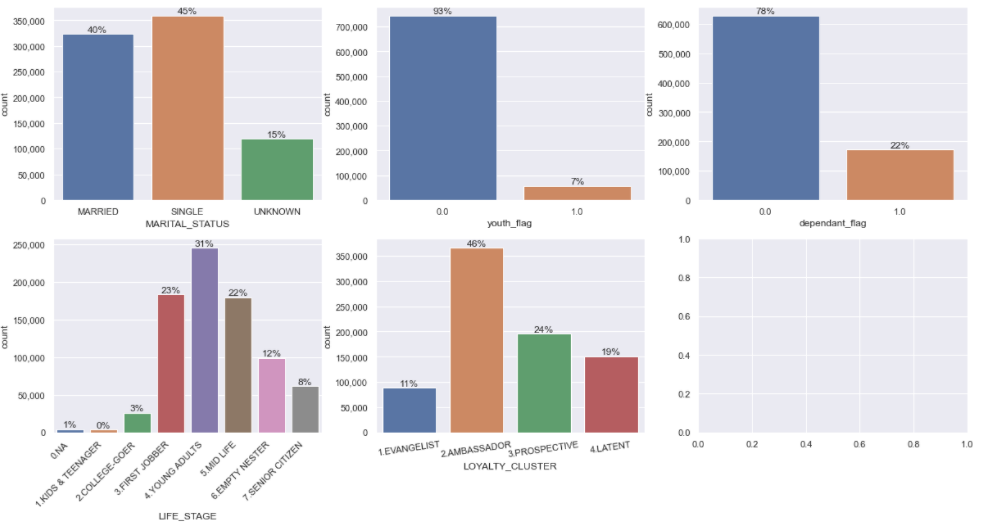 350,000
300,000
250,000
200,000
150,000
100,000
50,000
0
count
40%
45%
15%
MARRIED SINGLE UNKNOWN
MARITAL_STATUS
700,000
600,000
500,000
400,000
300,000
200,000
100,000
0
count
93%
7%
0.0 1.0
youth_flag
600,000
500,000
400,000
300,000
200,000
100,000
0
count
78%
22%
0.0 1.0
dependant_flag
250,000
200,000
150,000
100,000
50,000
0
count
1%
0%
3%
23%
31%
22%
12%
8%
0.NA
1.KIDS & TEENAGER
2.COLLEGE-GOER
3.FIRST JOBBER
4.YOUNG ADULTS
5.MID LIFE
6.EMPTY NESTER
7.SENIOR CITIZEN
LIFE_STAGE
350,000
300,000
250,000
200,000
150,000
100,000
50,000
0
count
11%
46%
24%
19%
1.EVANGELIST
2.AMBASSADOR
3.PROSPECTIVE
4.LATENT
LOYALTY_CLUSTER
1.0
0.8
0.6
0.4
0.2
0.0
0.0 0.2 0.4 0.6 0.8 1.0